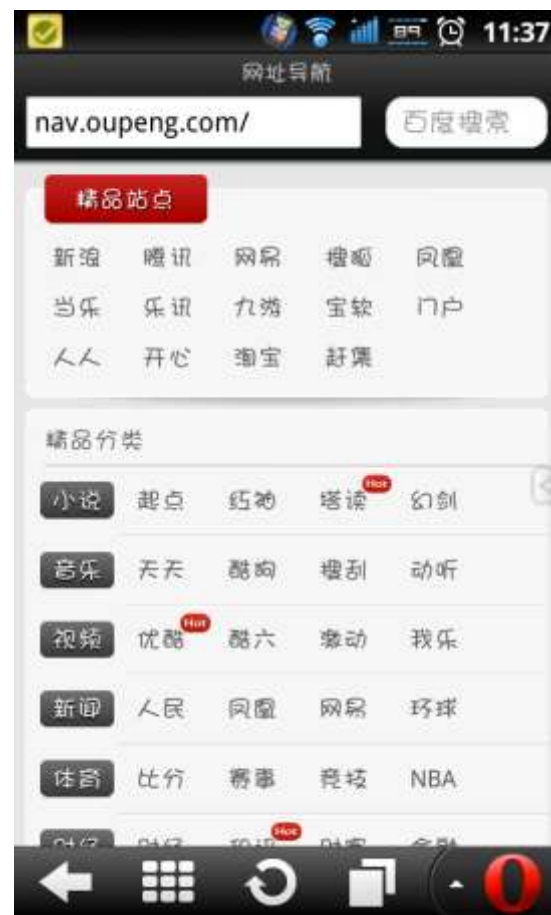 89 11:37
网址导航
nav.oupeng.com/ 百度搜索
精品站点
新浪 腾讯 网易 搜狐 凤凰
当乐 乐讯 九游 宝软 门户
人人 开心 淘宝 赶集
精品分类
小说 起点 红袖 塔读 Hot 幻剑
音乐 天天 酷狗 搜刮 动听
视频 优酷 Hot 酷六 激动 我乐
新闻 人民 凤凰 网易 环球
体育 比分 赛事 竞技 NBA
Hot